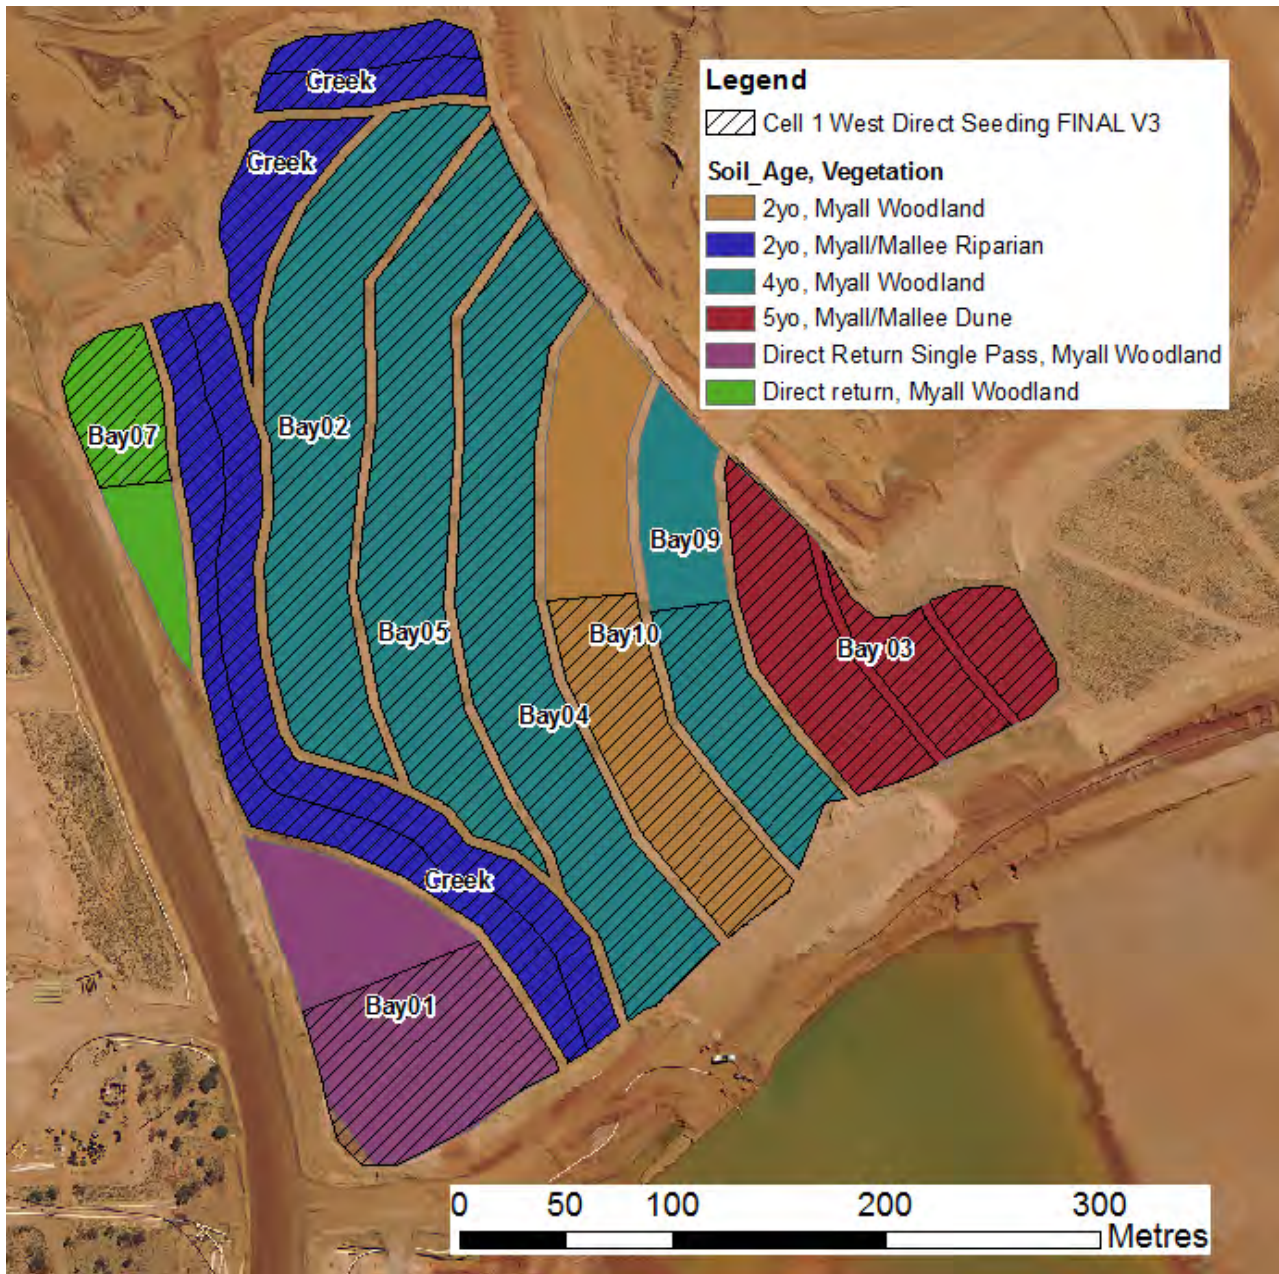 Creek
Creek
Legend
Cell 1 West Direct Seeding FINAL V3
Soil_Age, Vegetation
2yo, Myall Woodland
2yo, Myall/Mallee Riparian
4yo, Myall Woodland
5yo, Myall/Mallee Dune
Direct Return Single Pass, Myall Woodland
Direct return, Myall Woodland
Bay07
Bay02
Bay09
Bay05
Bay10
Bay 03
Bay04
Creek
Bay01
0 50 100 200 300
Metres